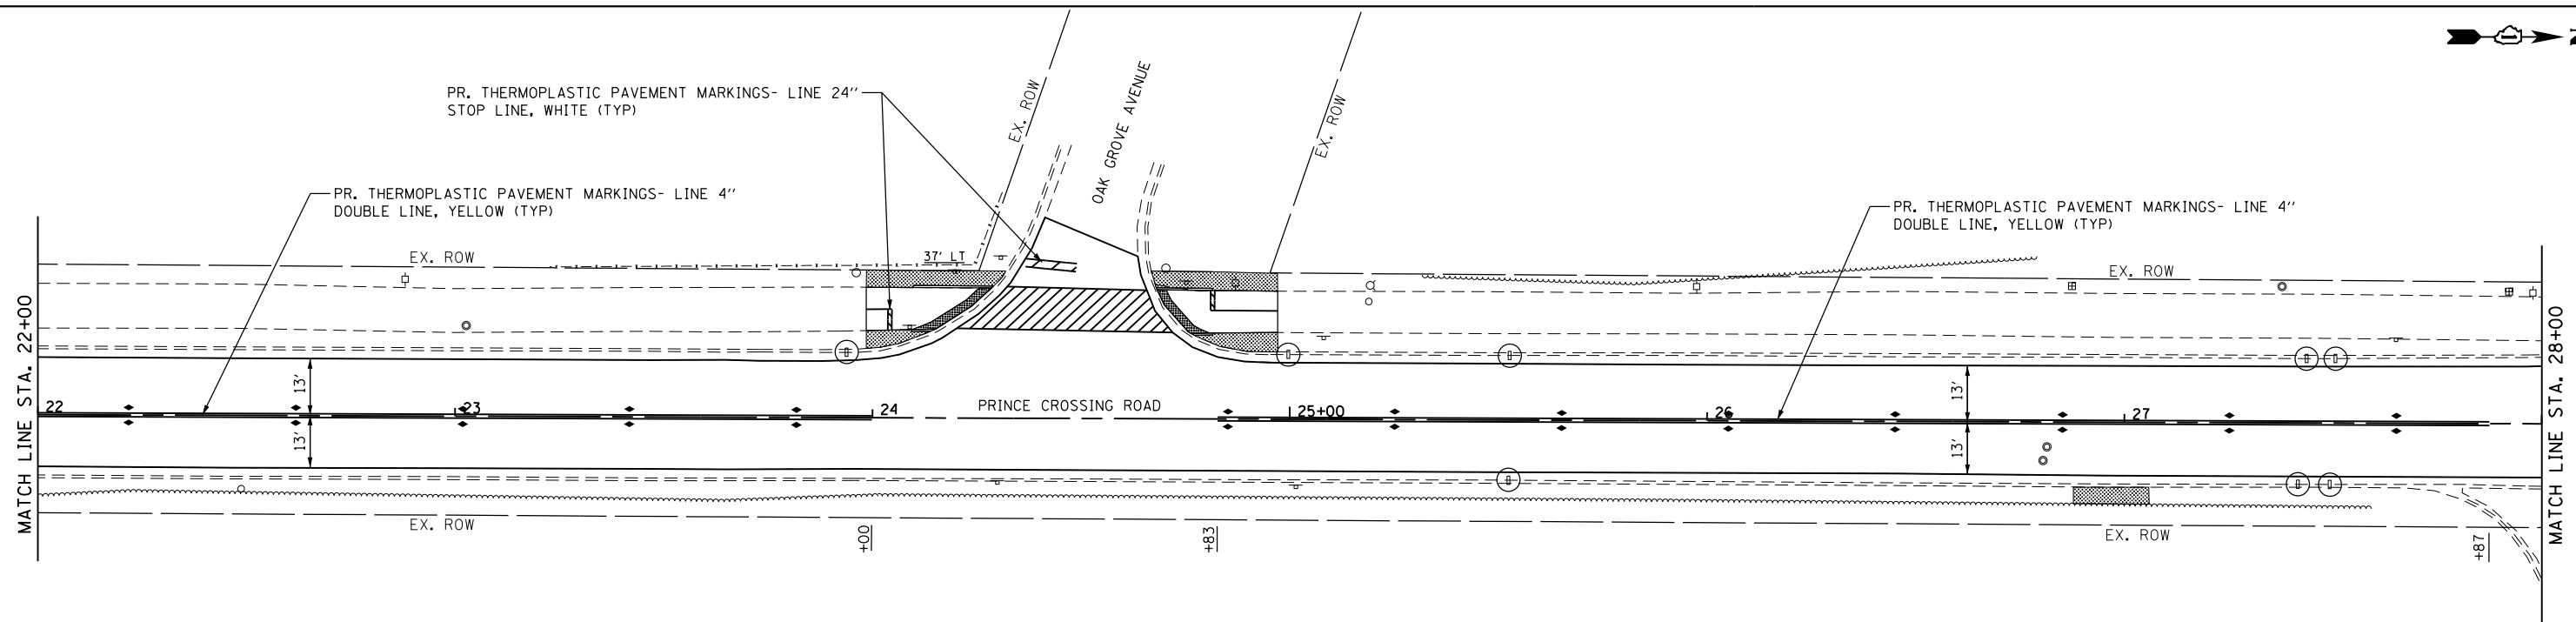 PR. THERMOPLASTIC PAVEMENT MARKINGS- LINE 24''
STOP LINE, WHITE (TYP)
PR. THERMOPLASTIC PAVEMENT MARKINGS- LINE 4''
DOUBLE LINE, YELLOW (TYP)
PR. THERMOPLASTIC PAVEMENT MARKINGS- LINE 4''
DOUBLE LINE, YELLOW (TYP)
EX. ROW
OAK GROVE AVENUE
EX. ROW
EX. ROW
37' LT
EX. ROW
MATCH LINE STA. 22+00
MATCH LINE STA. 28+00
13'
13'
22
23
24
PRINCE CROSSING ROAD
25+00
26
27
13'
13'
EX. ROW
EX. ROW
+00
+83
+87